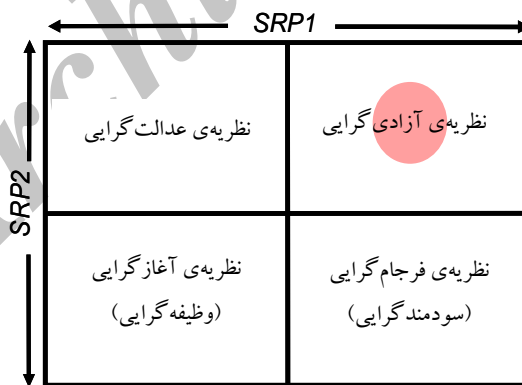 SRP1
SRP2
نظریه‌ی آزادی‌گرایی
نظریه‌ی عدالت‌گرایی
نظریه‌ی فرجام‌گرایی
(سودمندگرایی)
نظریه‌ی آغازگرایی
(وظیفه‌گرایی)